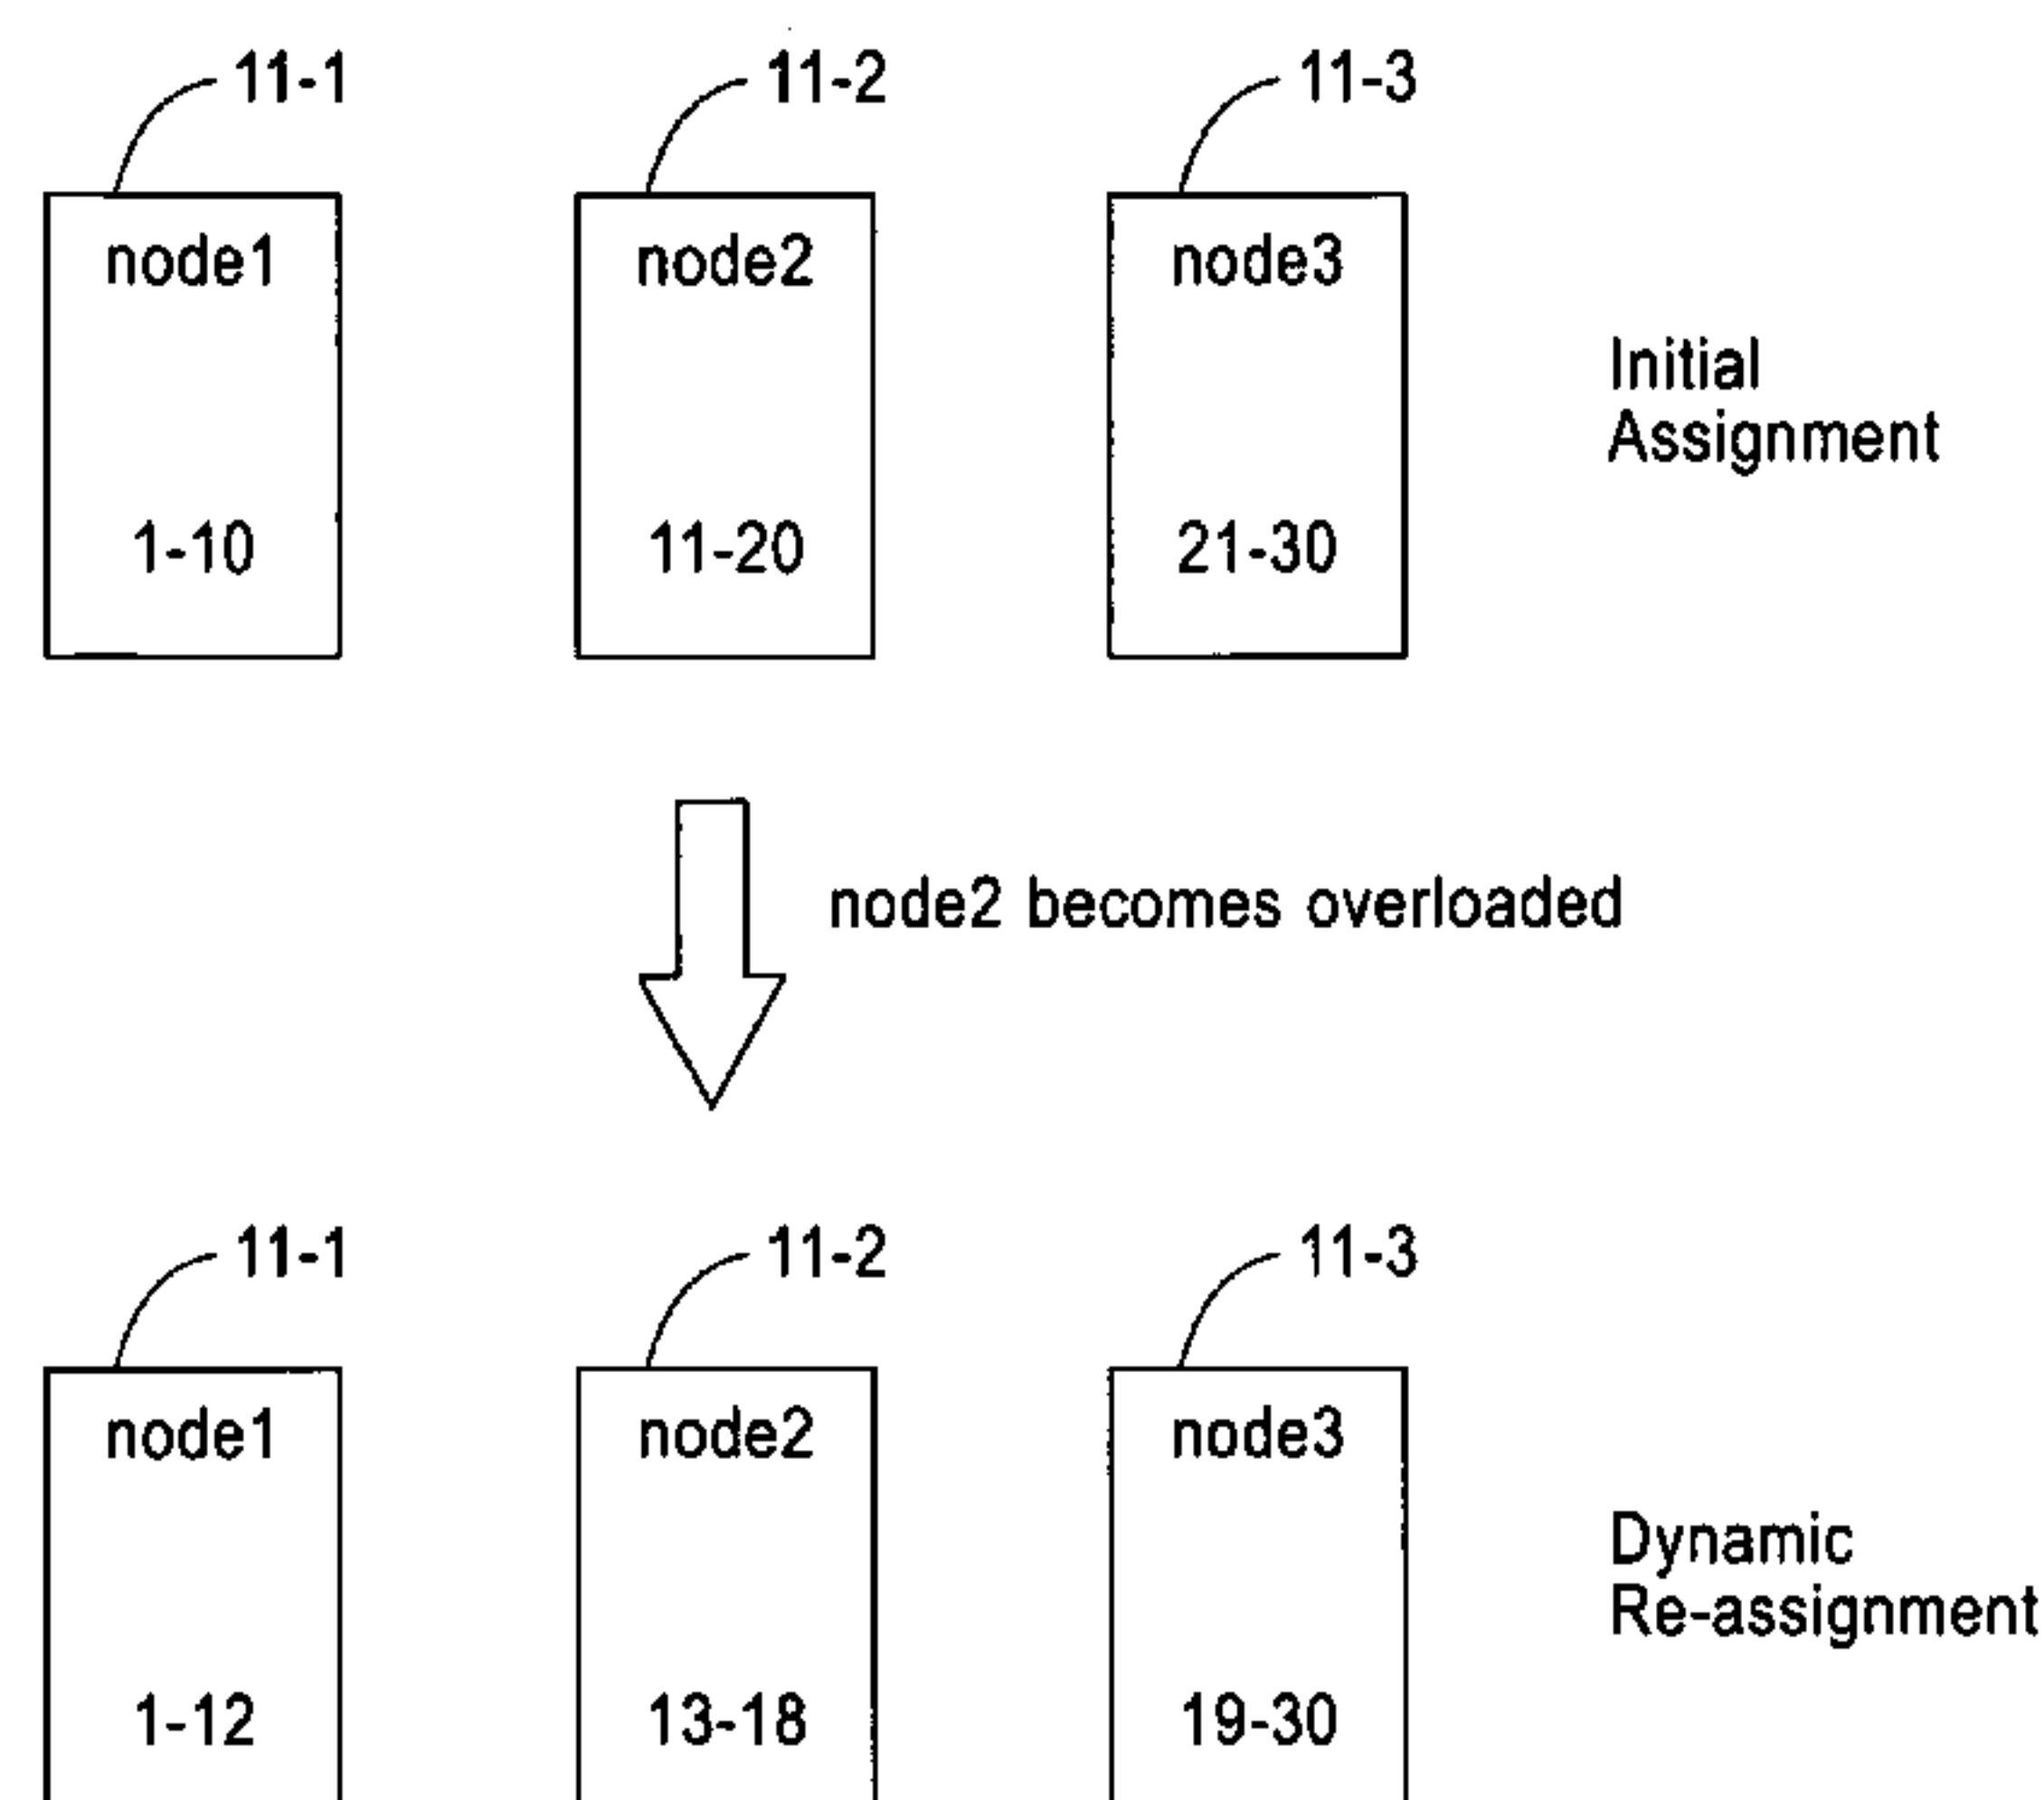 11-1
11-2
11-3
node1
node2
node3
Initial
Assignment
1-10
11-20
21-30
node2 becomes overloaded
11-1
11-2
11-3
node1
node2
node3
Dynamic
Re-assignment
1-12
13-18
19-30